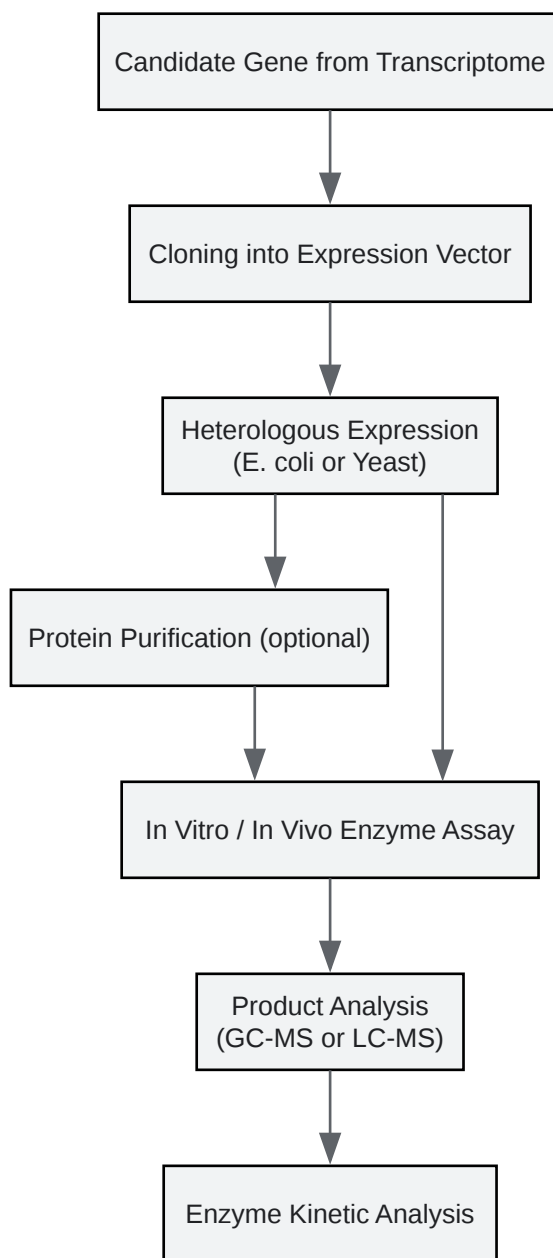 Candidate Gene from Transcriptome
Cloning into Expression Vector
Heterologous Expression
(E. coli or Yeast)
Protein Purification (optional)
In Vitro / In Vivo Enzyme Assay
Product Analysis
(GC-MS or LC-MS)
Enzyme Kinetic Analysis